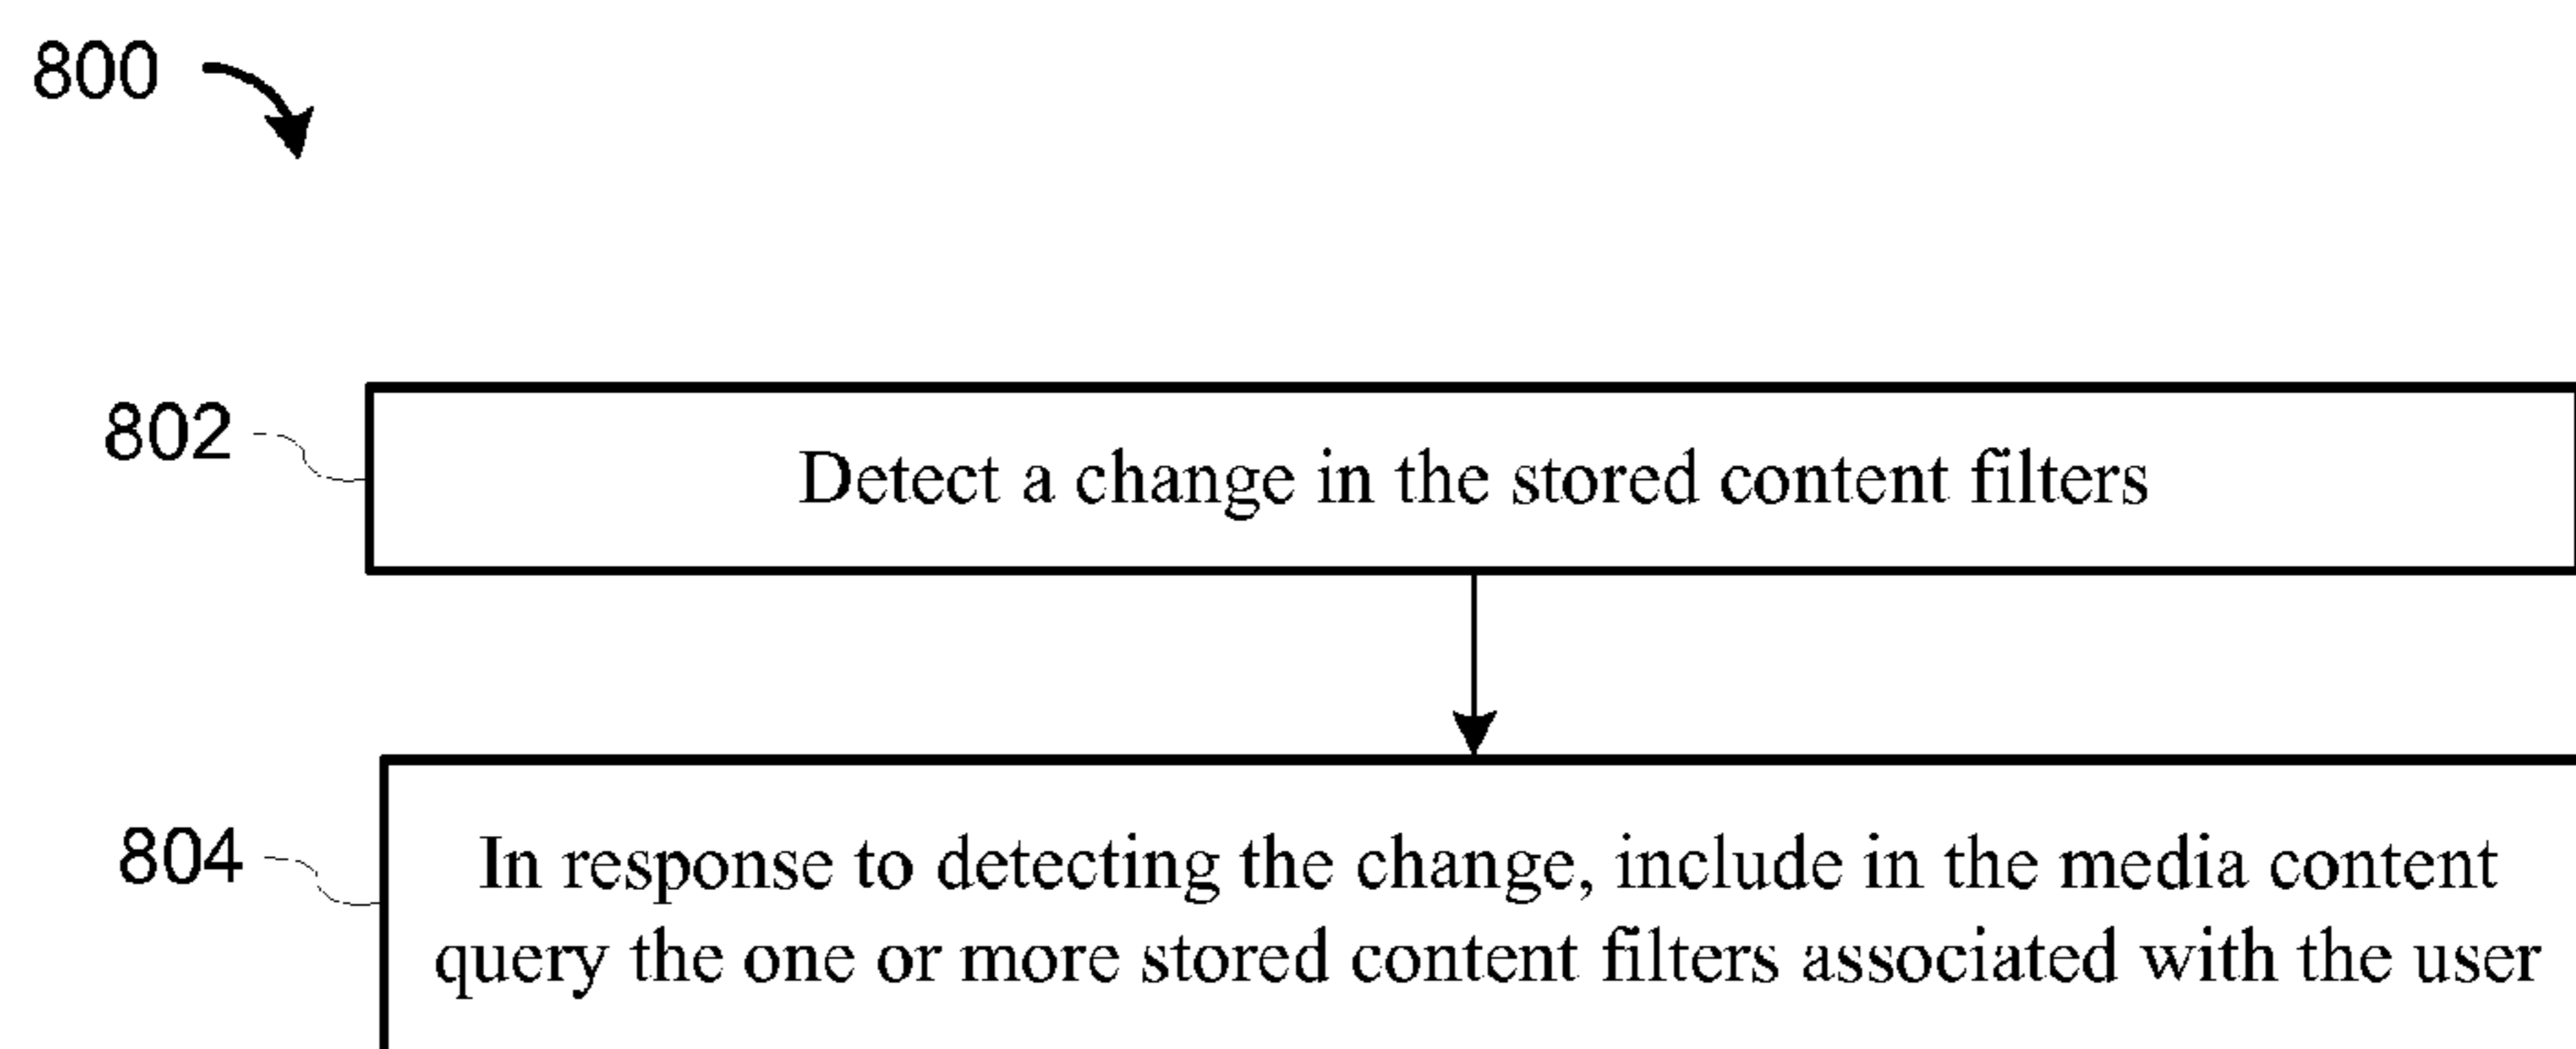 800
802
Detect a change in the stored content filters
804
In response to detecting the change, include in the media content
query the one or more stored content filters associated with the user